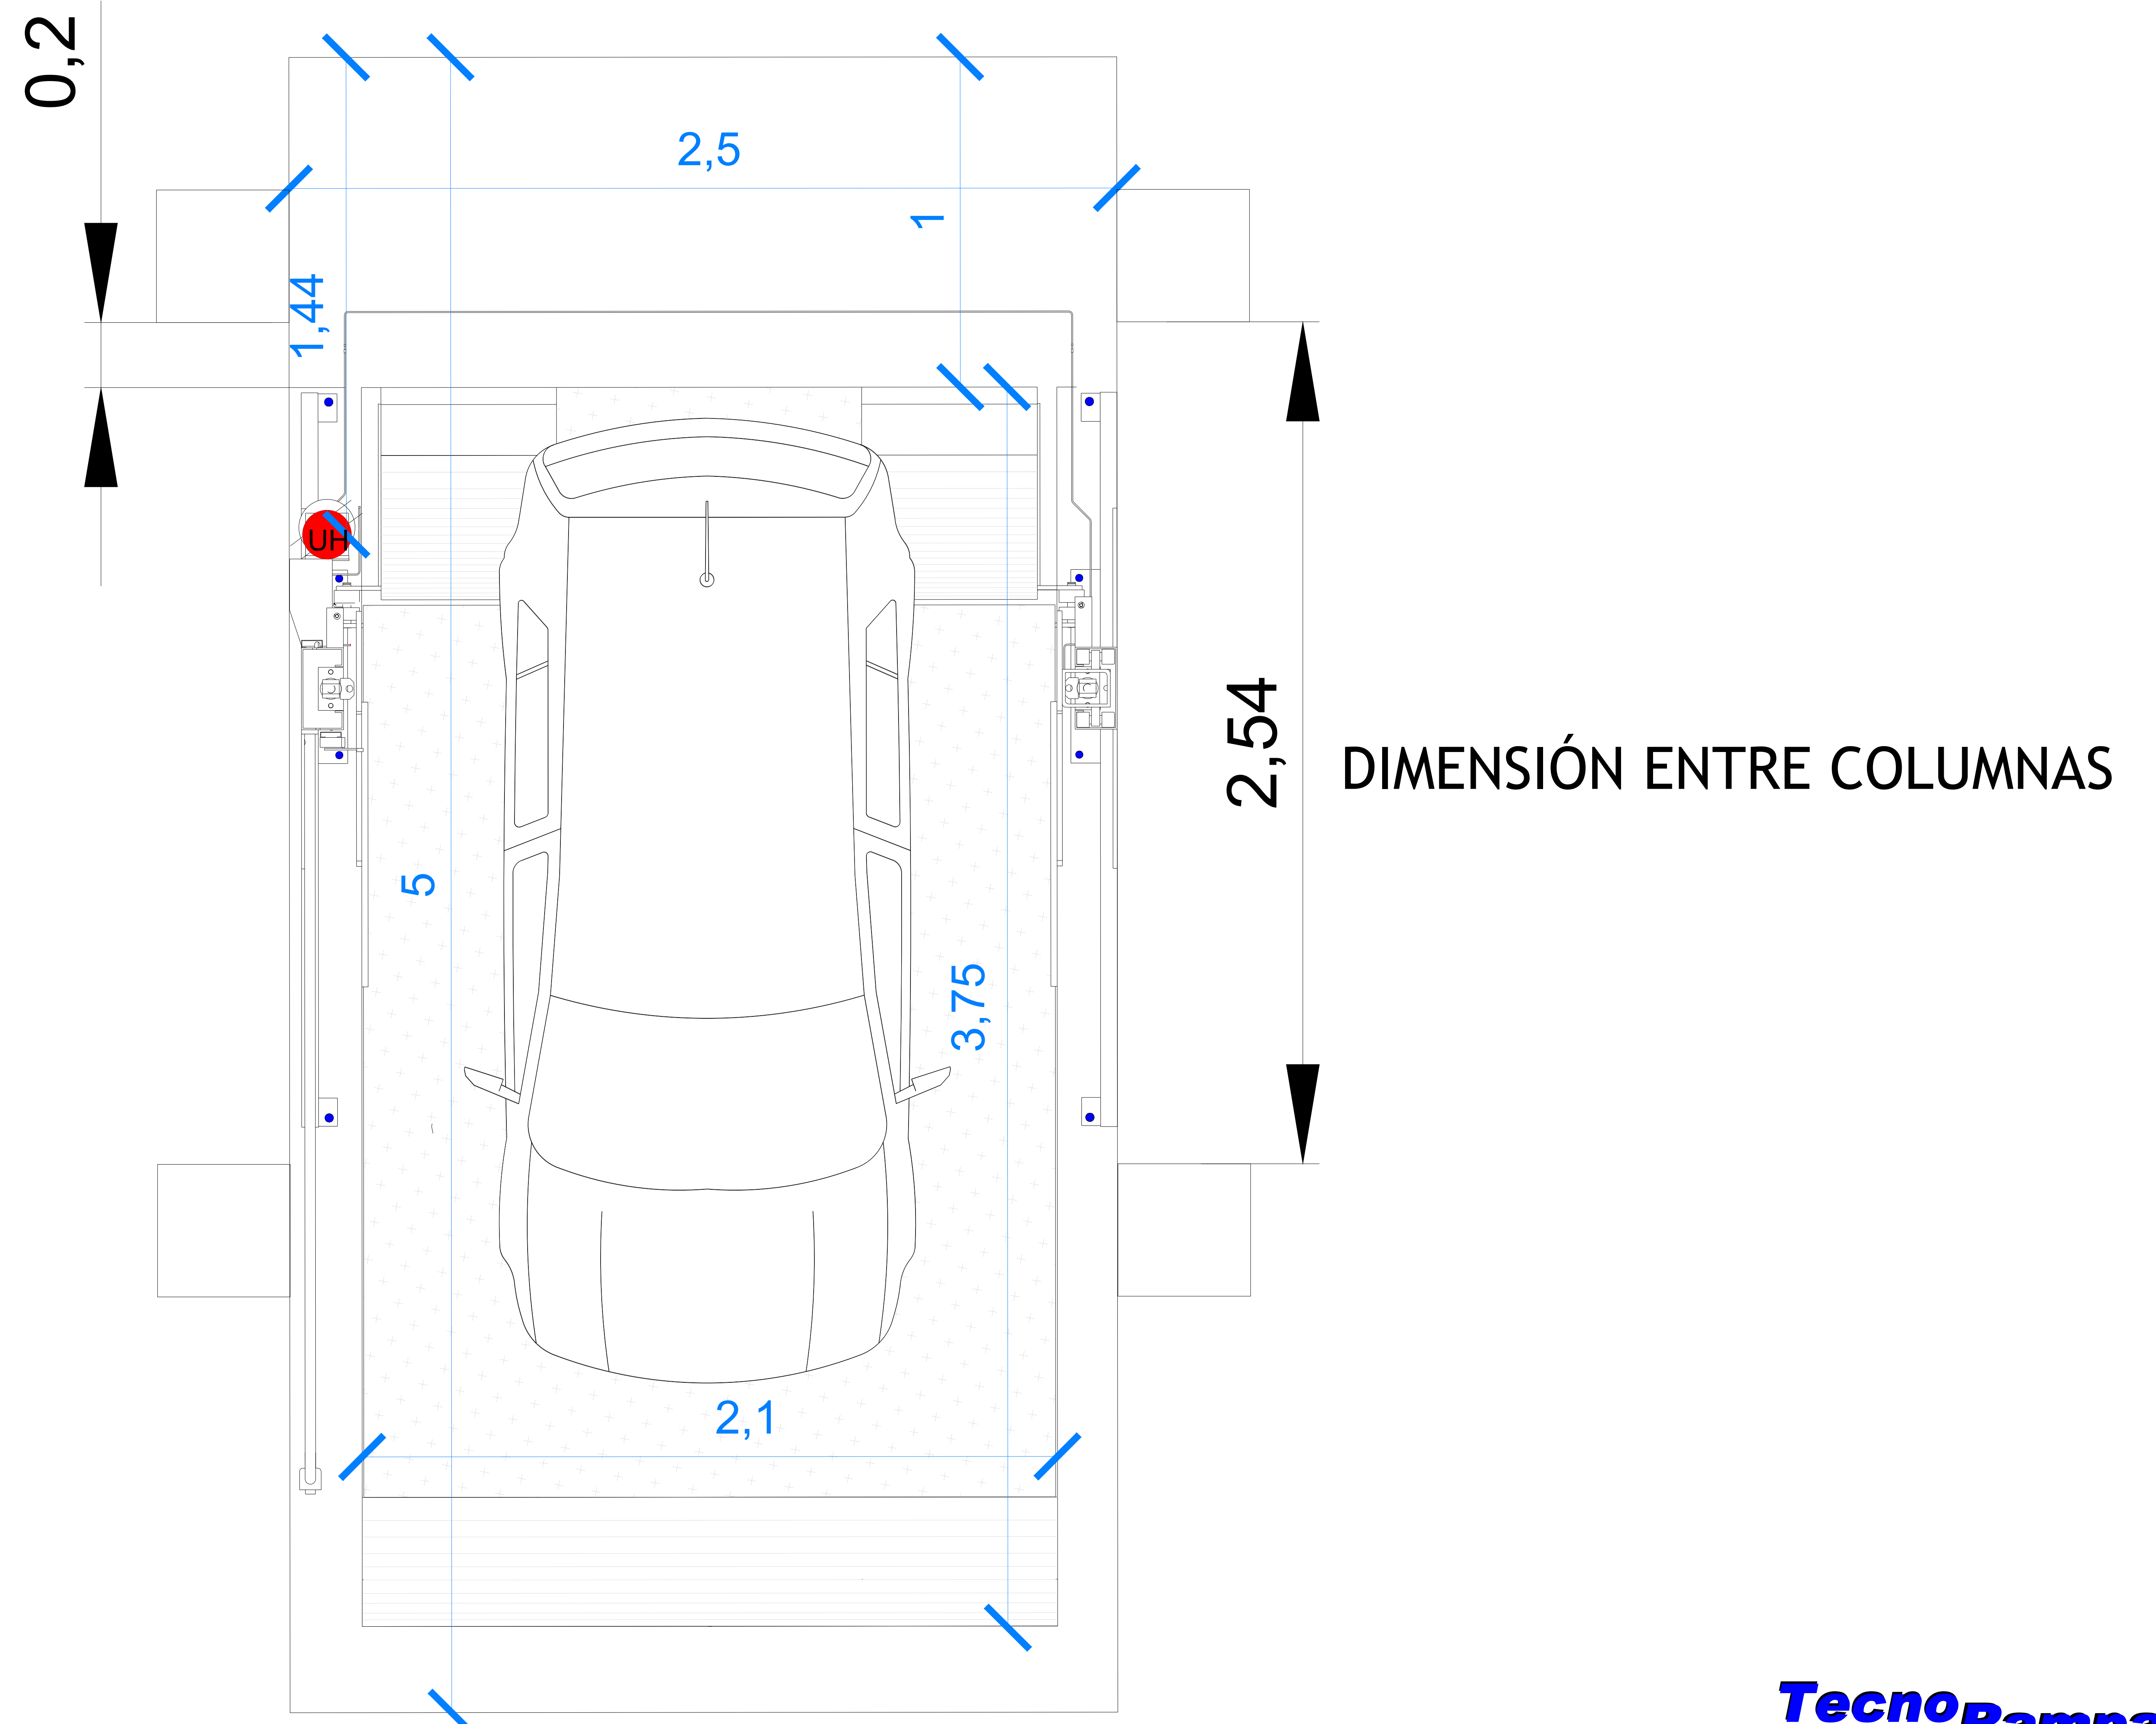 0,2
2,5
1
1,44
UH
2,54
DIMENSIÓN ENTRE COLUMNAS
5
3,75
2,1
Tecno